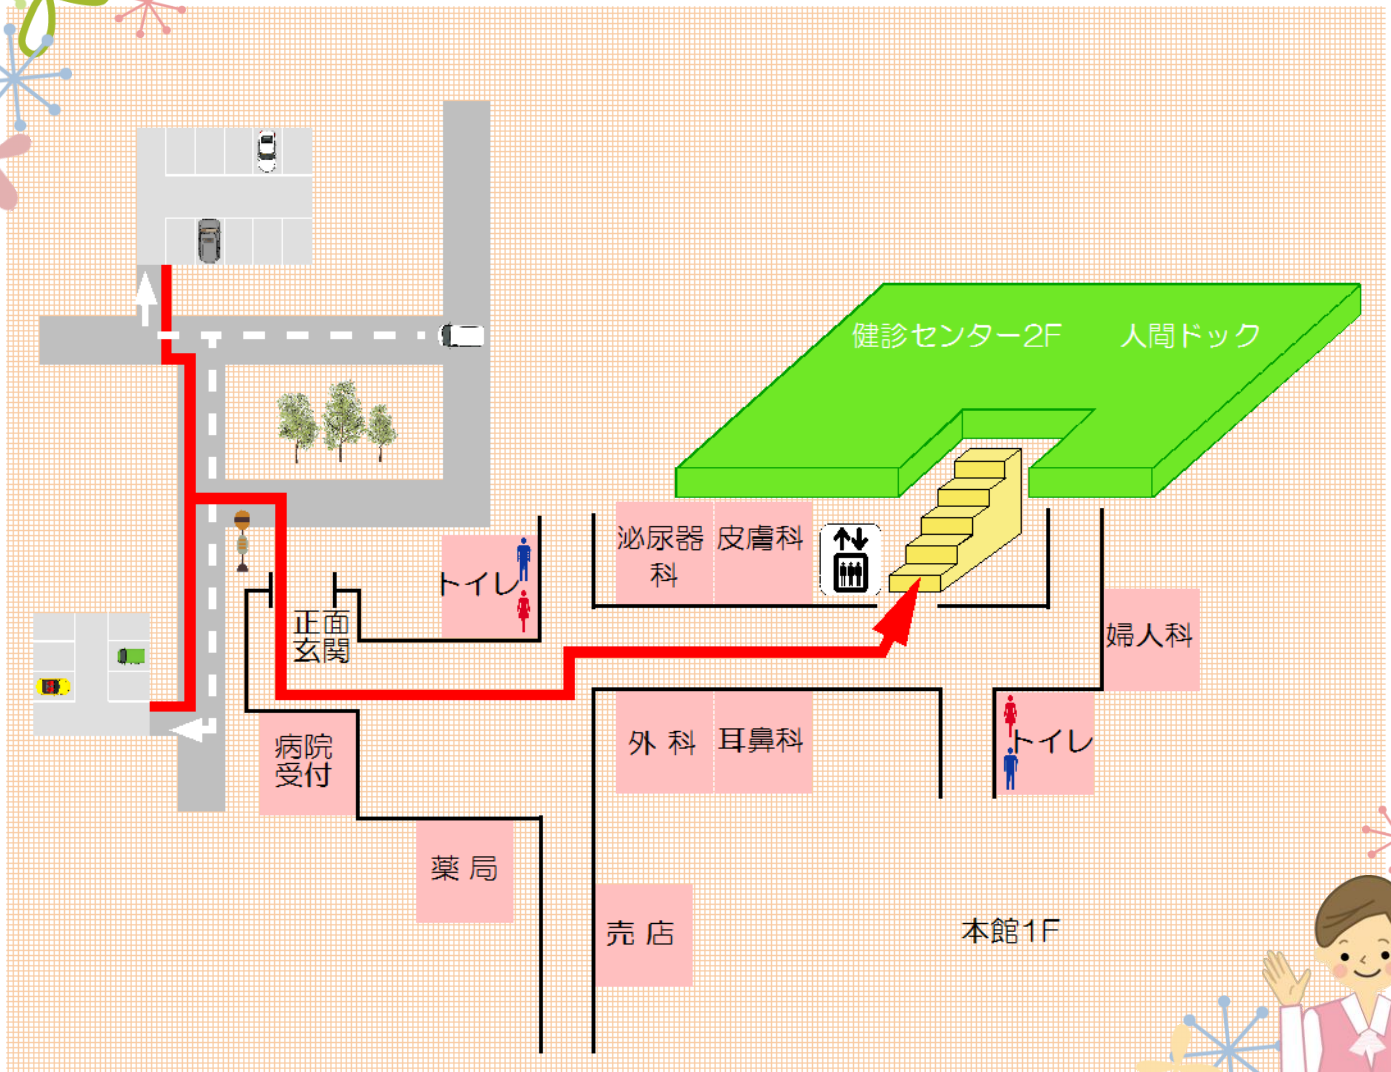 健診センター2F 人間ドック
泌尿器
科
皮膚科
トイレ
正面
玄関
婦人科
外 科
耳鼻科
トイレ
病院
受付
薬 局
売 店
本館1F